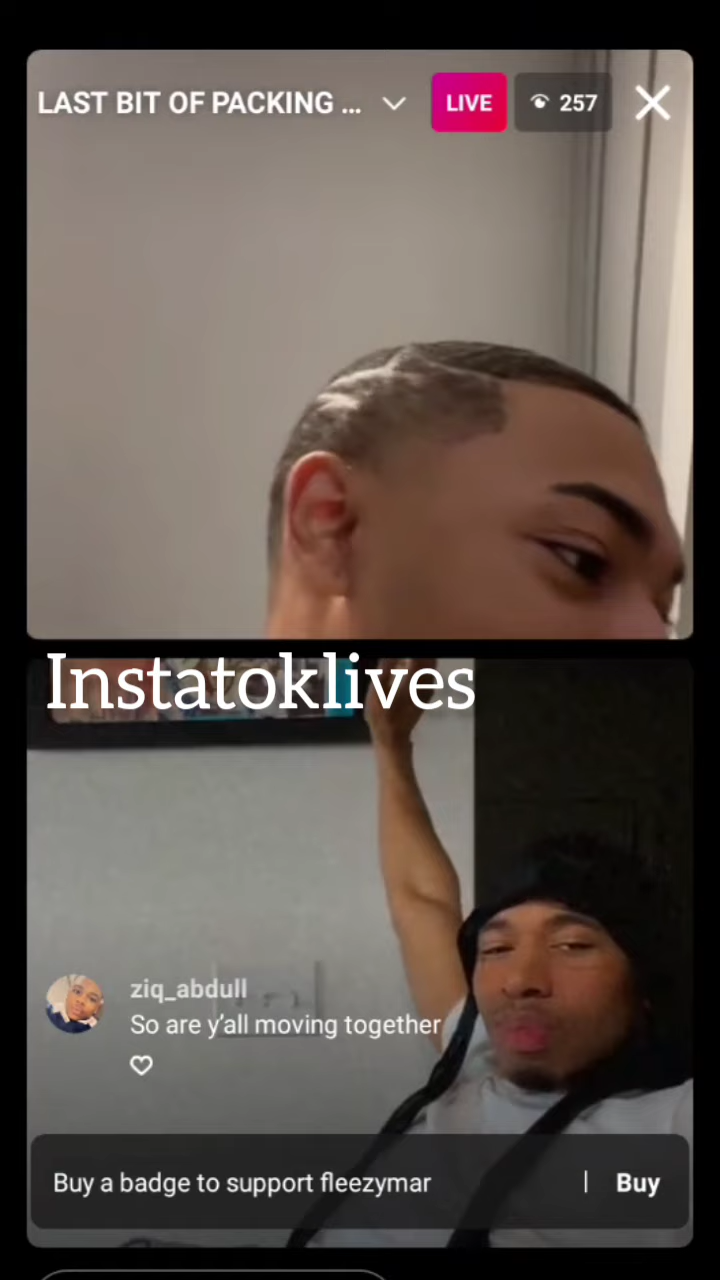 LAST BIT OF PACKING ...
LIVE
257
Instatoklives
ziq_abdull
So are y'all moving together
Buy a badge to support fleezymar
Buy